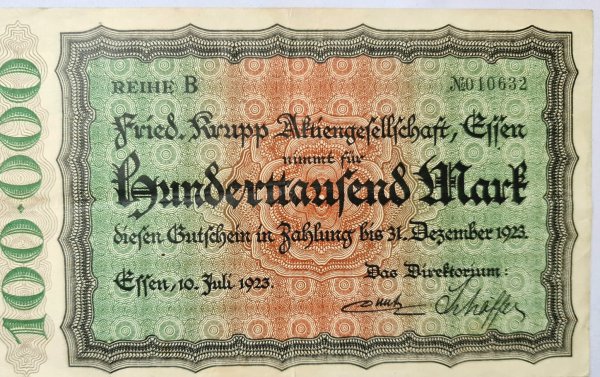 100.000
REIHE B
№010632
Fried. Krupp Aktiengesellschaft, Essen
nimmt für
Hunderttausend Mark
diesen Gutschein in Zahlung bis 31. Dezember 1923.
Essen, 10. Juli 1923.
Das Direktorium:
Schäffer